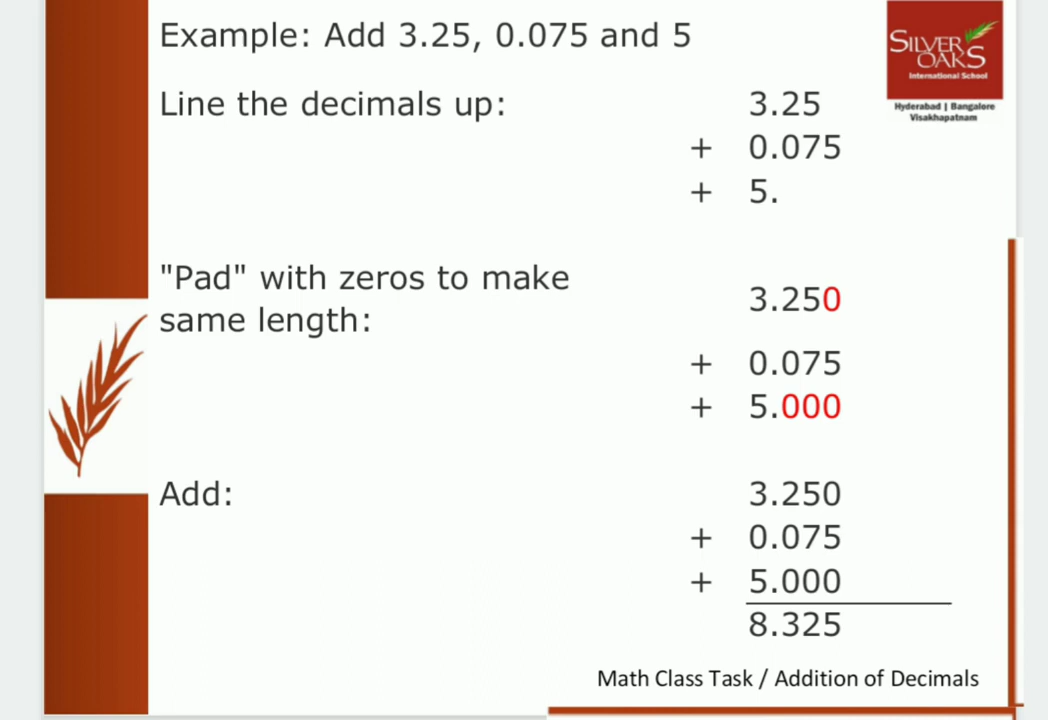 Example: Add 3.25, 0.075 and 5
SILVER OAKS
International School
Hyderabad | Bangalore
Visakhapatnam
Line the decimals up: 3.25
+ 0.075
+ 5.
"Pad" with zeros to make
same length:
3.250
+ 0.075
+ 5.000
Add: 3.250
+ 0.075
+ 5.000
8.325
Math Class Task / Addition of Decimals